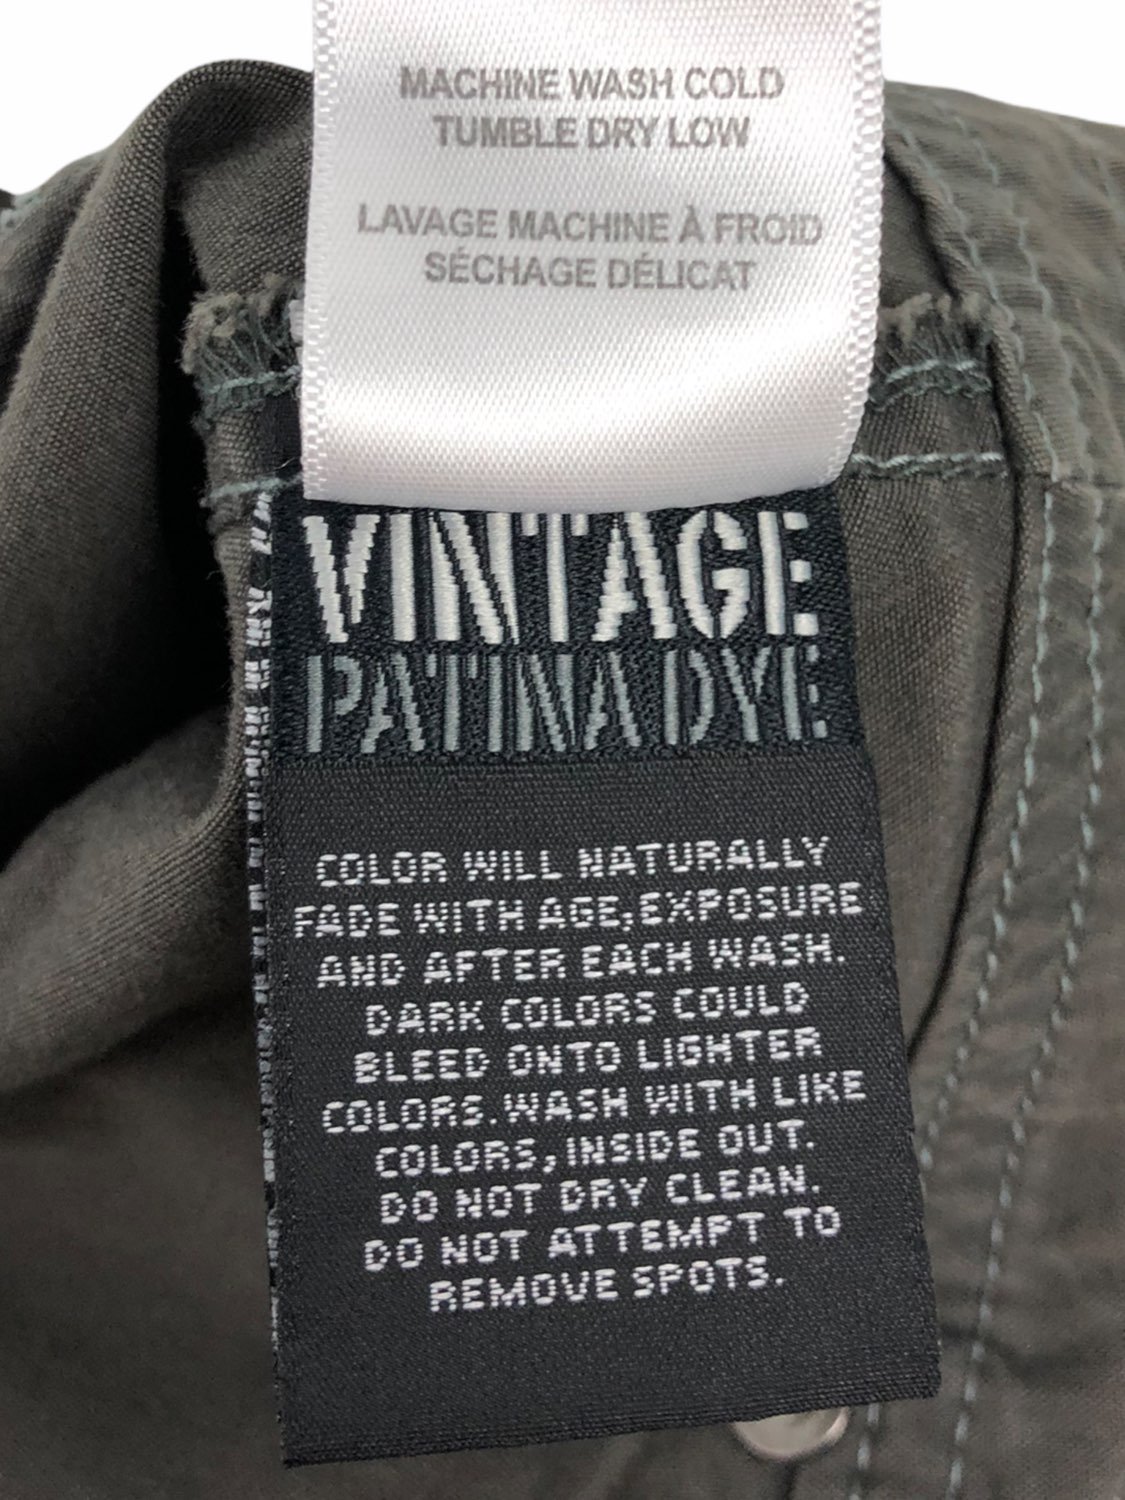 MACHINE WASH COLD
TUMBLE DRY LOW
LAVAGE MACHINE À FROID
SÉCHAGE DÉLICAT
VINTAGE
PATINA DYE
COLOR WILL NATURALLY
FADE WITH AGE, EXPOSURE
AND AFTER EACH WASH.
DARK COLORS COULD
BLEED ONTO LIGHTER
COLORS. WASH WITH LIKE
COLORS, INSIDE OUT.
DO NOT DRY CLEAN.
DO NOT ATTEMPT TO
REMOVE SPOTS.